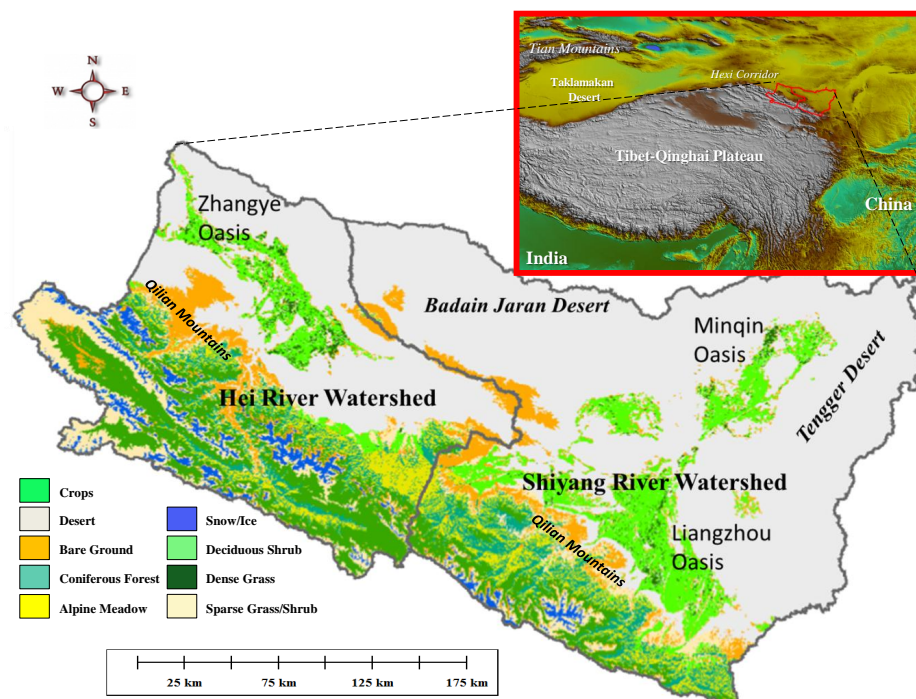 N
W E
S
Tian Mountains
Hexi Corridor
Taklamakan
Desert
Tibet-Qinghai Plateau
China
India
Zhangye
Oasis
Qilian Mountains
Badain Jaran Desert
Minqin
Oasis
Tengger Desert
Hei River Watershed
Shiyang River Watershed
Qilian Mountains
Liangzhou
Oasis
Crops
Desert
Snow/Ice
Bare Ground
Deciduous Shrub
Coniferous Forest
Dense Grass
Alpine Meadow
Sparse Grass/Shrub
25 km 75 km 125 km 175 km